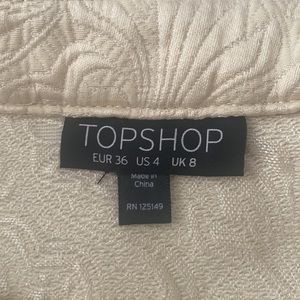 TOPSHOP
EUR 36 US 4 UK 8
Made in
China
RN 125149